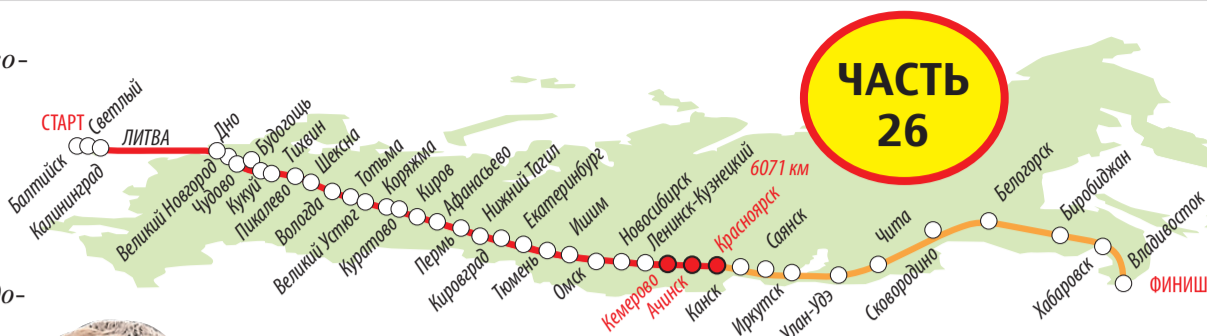 ЧАСТЬ
26
СТАРТ
Балтийск
Светлый
Калининград
ЛИТВА
Дно
Великий Новгород
Чудово
Будогощь
Кукуй
Тихвин
Пикалево
Шексна
Вологда
Тотьма
Великий Устюг
Коряжма
Куратово
Киров
Афанасьево
Пермь
Нижний Тагил
Кировград
Екатеринбург
Тюмень
Ишим
Омск
Новосибирск
Ленинск-Кузнецкий
Кемерово
Ачинск
6071 км
Красноярск
Канск
Саянск
Иркутск
Улан-Удэ
Чита
Сковородино
Белогорск
Биробиджан
Хабаровск
Владивосток
ФИНИШ